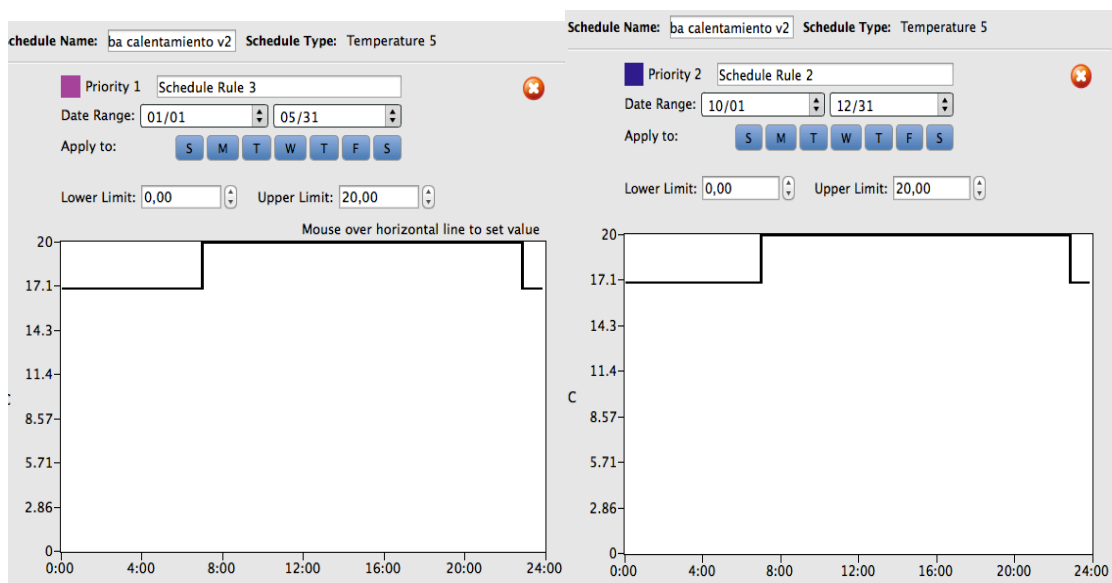 Schedule Name: ba calentamiento v2 Schedule Type: Temperature 5
Priority 1 Schedule Rule 3
Date Range: 01/01 05/31
Apply to: S M T W T F S
Lower Limit: 0,00 Upper Limit: 20,00
Mouse over horizontal line to set value
20
17.1
14.3
11.4
8.57
5.71
2.86
0
0:00 4:00 8:00 12:00 16:00 20:00 24:00
Schedule Name: ba calentamiento v2 Schedule Type: Temperature 5
Priority 2 Schedule Rule 2
Date Range: 10/01 12/31
Apply to: S M T W T F S
Lower Limit: 0,00 Upper Limit: 20,00
20
17.1
14.3
11.4
C
8.57
5.71
2.86
0
0:00 4:00 8:00 12:00 16:00 20:00 24:00